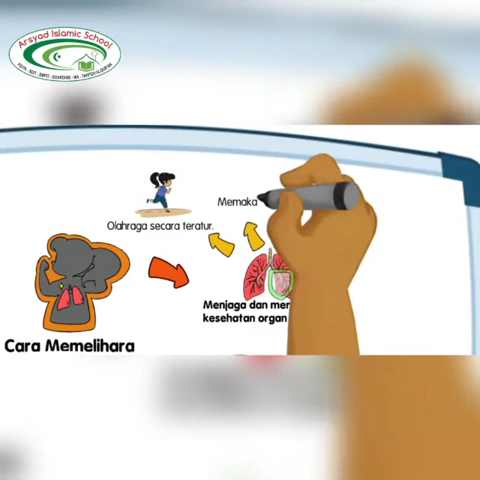 Arsyad Islamic School
Olahraga secara teratur.
Memaka
Menjaga dan mer
kesehatan organ
Cara Memelihara